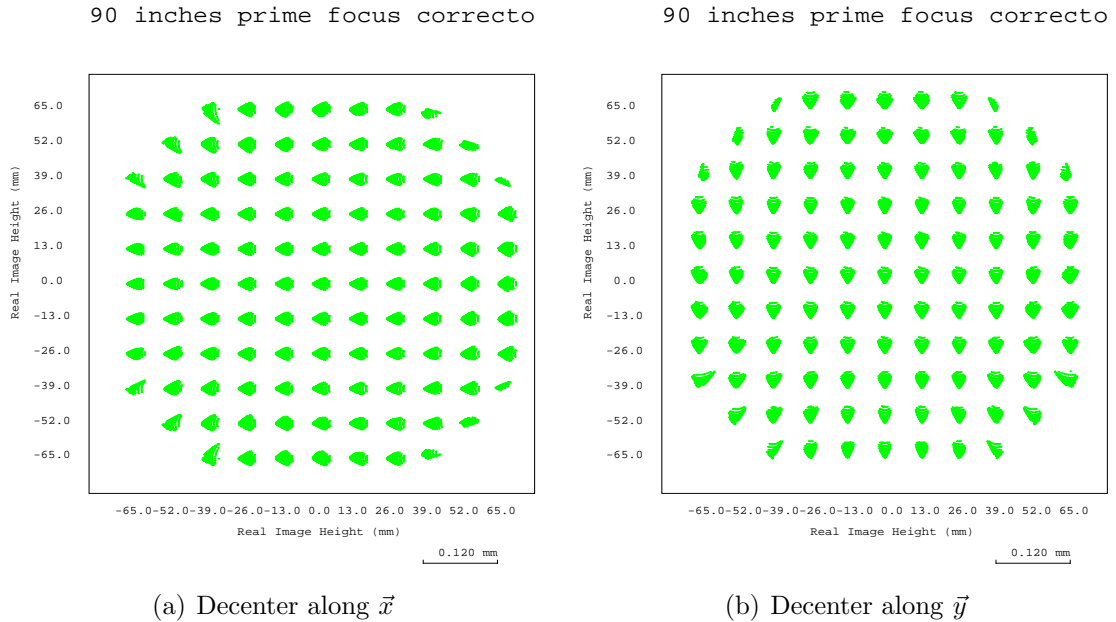 90 inches prime focus correcto
65.0
52.0
39.0
26.0
13.0
0.0
-13.0
-26.0
-39.0
-52.0
-65.0
Real Image Height (mm)
-65.0-52.0-39.0-26.0-13.0 0.0 13.0 26.0 39.0 52.0 65.0
Real Image Height (mm)
0.120 mm
(a) Decenter along x⃗
90 inches prime focus correcto
65.0
52.0
39.0
26.0
13.0
0.0
-13.0
-26.0
-39.0
-52.0
-65.0
Real Image Height (mm)
-65.0-52.0-39.0-26.0-13.0 0.0 13.0 26.0 39.0 52.0 65.0
Real Image Height (mm)
0.120 mm
(b) Decenter along y⃗